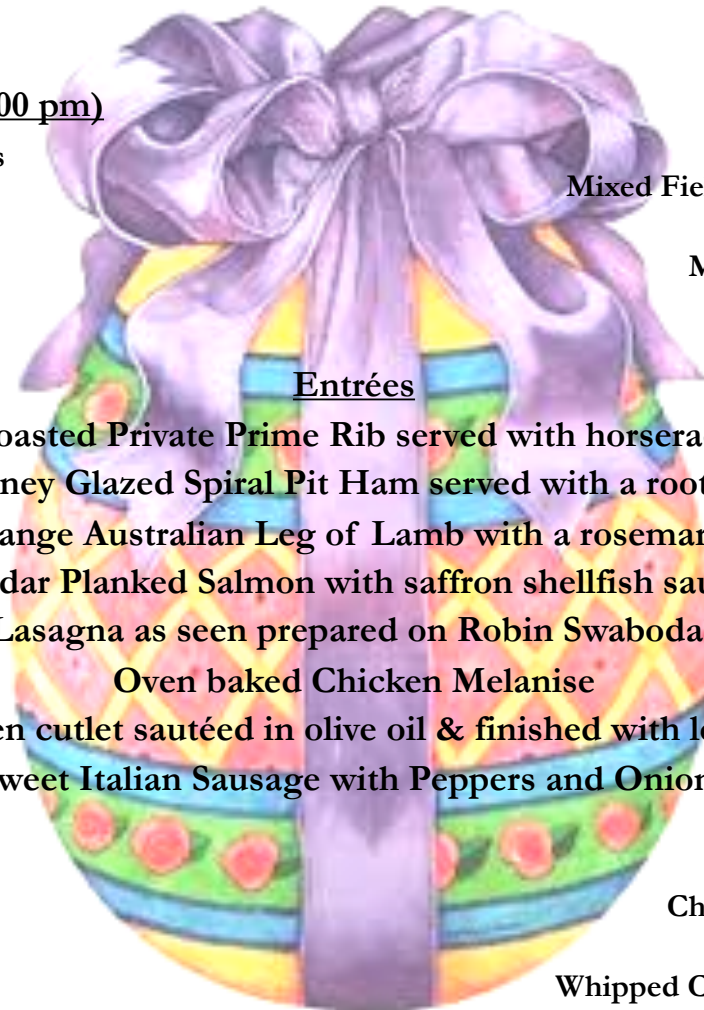 00 pm)
s
Mixed Fie
M
Entrées
oasted Private Prime Rib served with horsera
ney Glazed Spiral Pit Ham served with a root
ange Australian Leg of Lamb with a rosemar
dar Planked Salmon with saffron shellfish sau
Lasagna as seen prepared on Robin Swaboda
Oven baked Chicken Melanise
en cutlet sautéed in olive oil & finished with le
weet Italian Sausage with Peppers and Onion
Ch
Whipped C